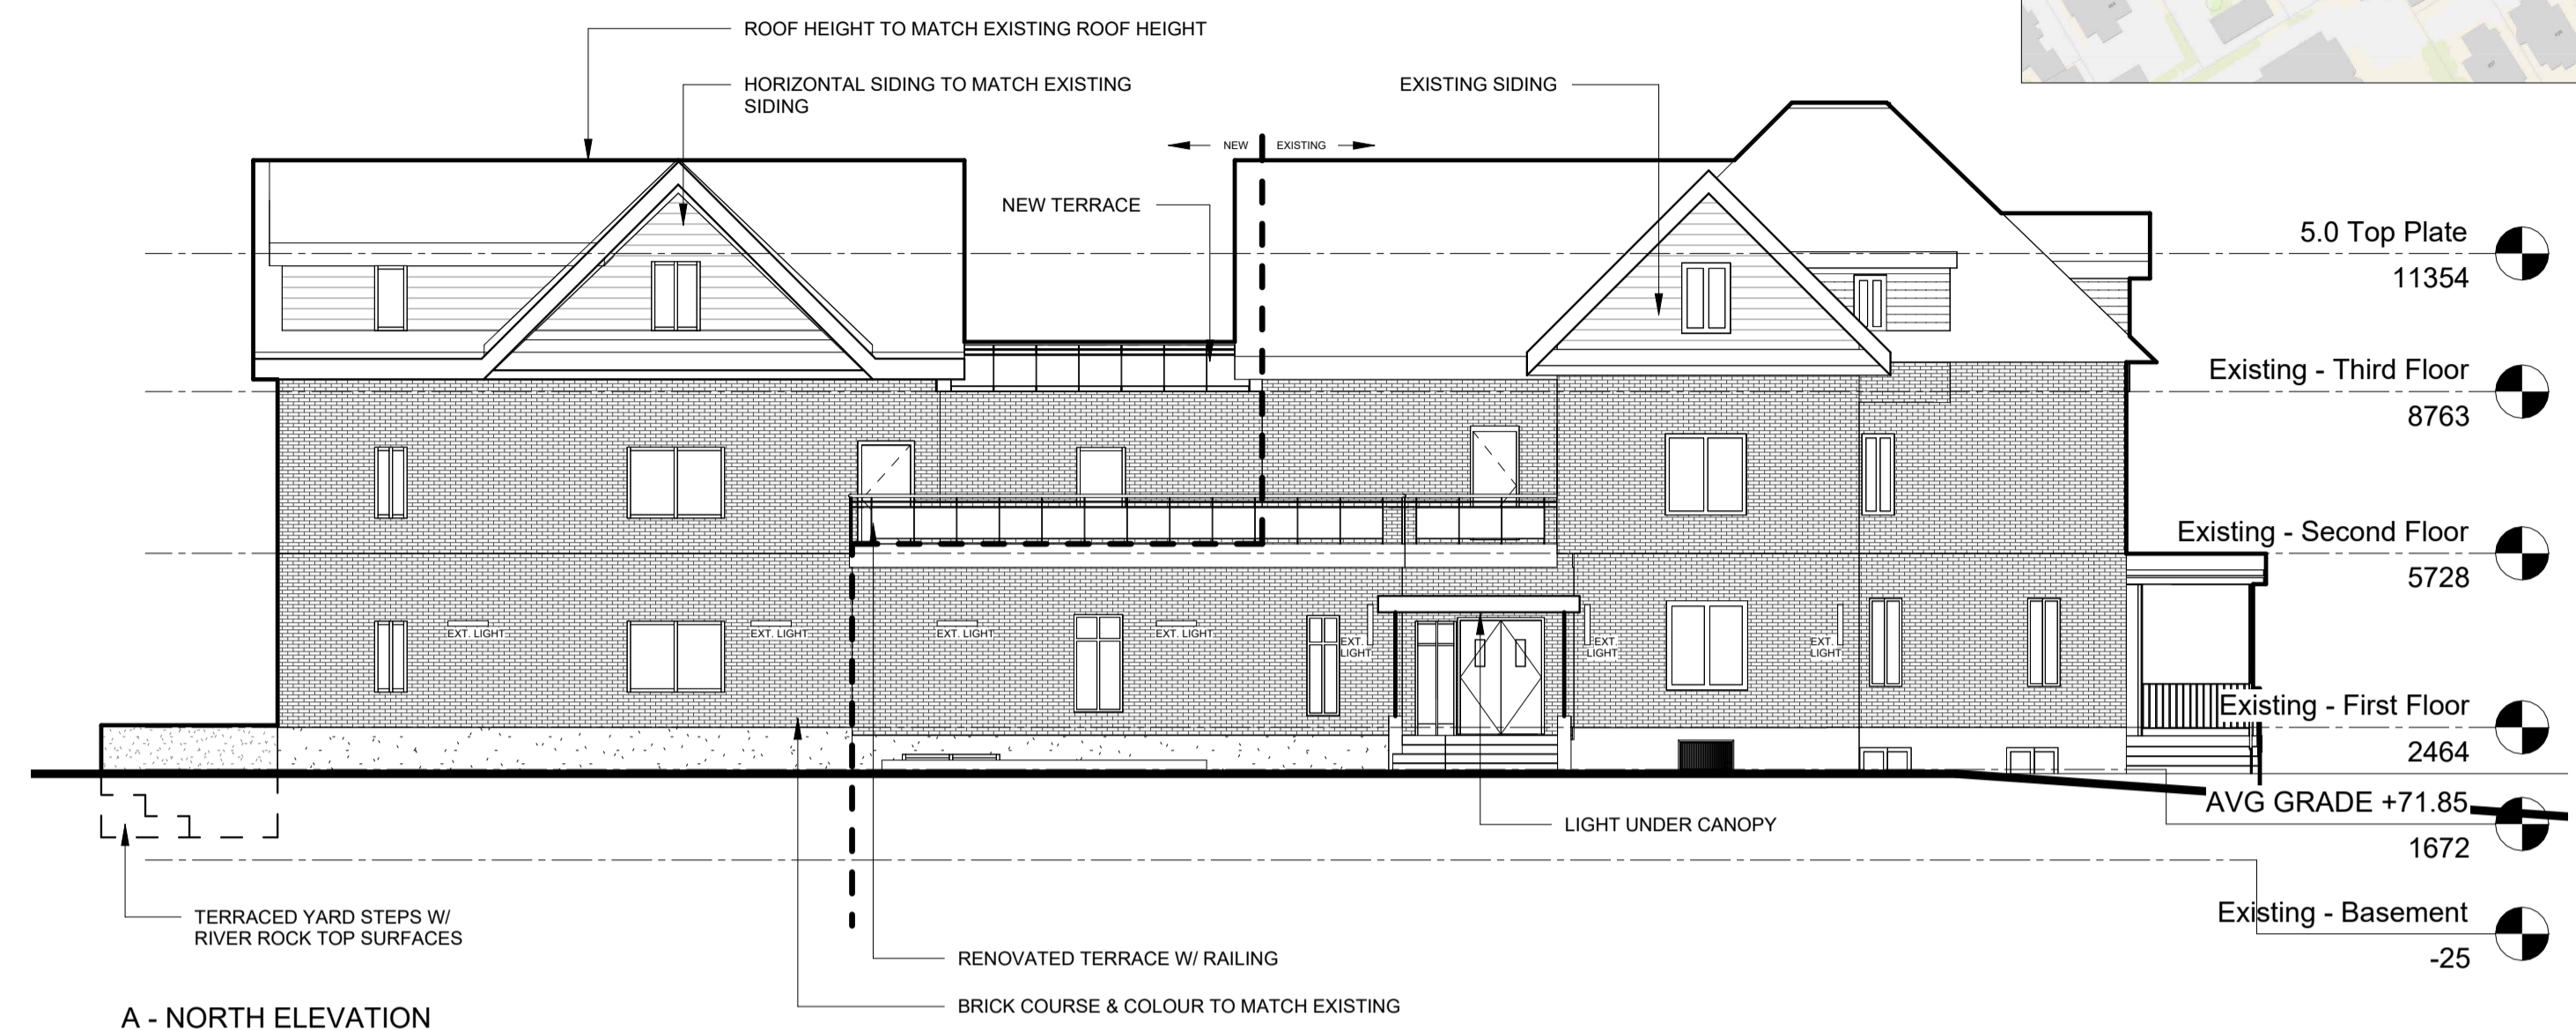 ROOF HEIGHT TO MATCH EXISTING ROOF HEIGHT
HORIZONTAL SIDING TO MATCH EXISTING
SIDING
EXISTING SIDING
NEW
EXISTING
NEW TERRACE
5.0 Top Plate
11354
Existing - Third Floor
8763
Existing - Second Floor
5728
EXT. LIGHT
EXT. LIGHT
EXT. LIGHT
EXT. LIGHT
EXT.
LIGHT
EXT.
LIGHT
EXT.
LIGHT
Existing - First Floor
2464
AVG GRADE +71.85
1672
LIGHT UNDER CANOPY
Existing - Basement
-25
TERRACED YARD STEPS W/
RIVER ROCK TOP SURFACES
RENOVATED TERRACE W/ RAILING
BRICK COURSE & COLOUR TO MATCH EXISTING
A - NORTH ELEVATION